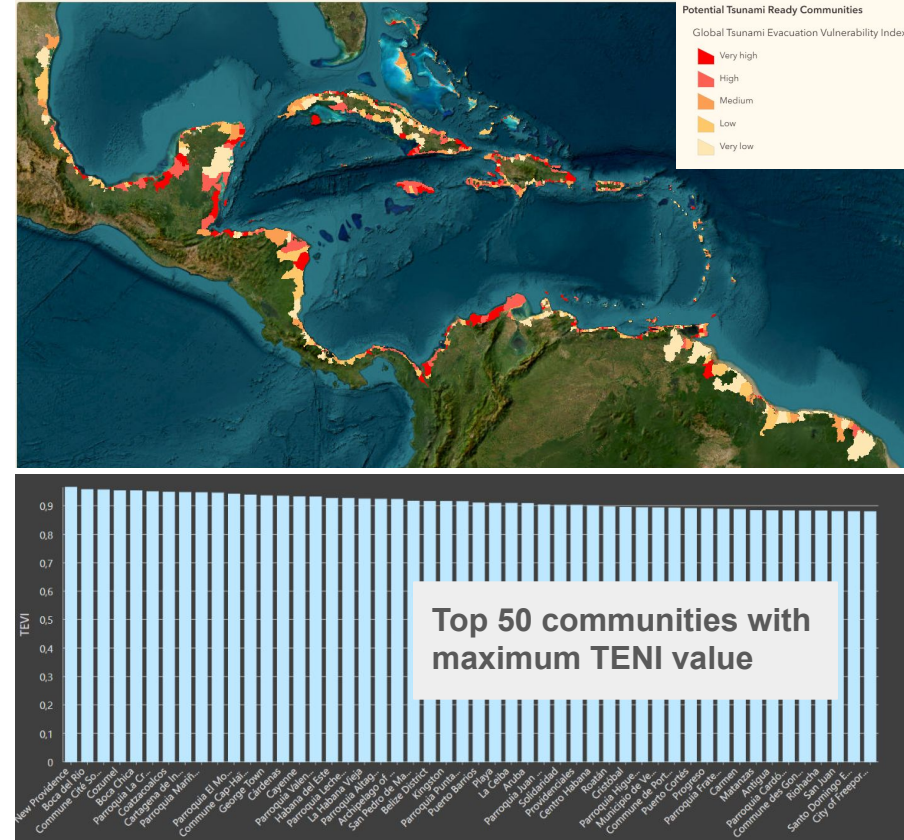 Potential Tsunami Ready Communities
Global Tsunami Evacuation Vulnerability Index
Very high
High
Medium
Low
Very low
0,9
0,8
0,7
0,6
0,5
0,4
0,3
0,2
0,1
0
TEVI
Top 50 communities with
maximum TENI value
New Providence
Boca del Río
Commune Cité So...
Cozumel
Boca Chica
Parroquia La Cr...
Coatzacoalcos
Cartagena de In...
Parroquia Mariñ...
Parroquia El Mo...
Commune Cap-Haï...
George Town
Cárdenas
Cayenne
Parroquia Vari...
Habana del Este
Parroquia Leche...
La Habana Vieja
Parroquia Altag...
Archipélago of ...
San Pedro de Ma...
Belize District
Kingston
Parroquia Punta...
Puerto Barrios
Playa
La Ceiba
Aruba
Parroquia Juan ...
Soledad
Providenciales
Centro Habana
Roatán
Cristobal
Parroquia Higue...
Municipio de Ve...
Commune de Port...
Puerto Cortés
Progreso
Parroquia Frate...
Carmen
Matanzas
Antigua
Parroquia Cardó...
Commune des Gon...
Riohacha
San Juan
Santo Domingo E...
City of Freepor...